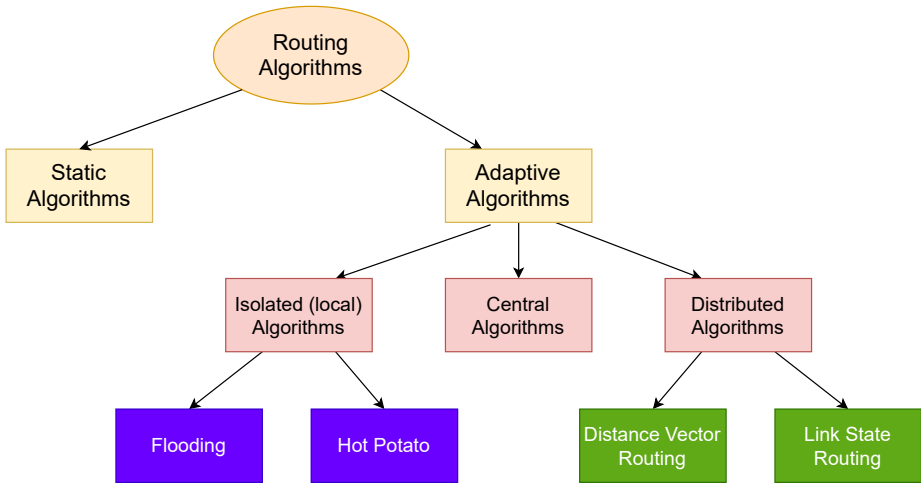 Routing
Algorithms
Static
Algorithms
Adaptive
Algorithms
Isolated (local)
Algorithms
Central
Algorithms
Distributed
Algorithms
Flooding
Hot Potato
Distance Vector
Routing
Link State
Routing